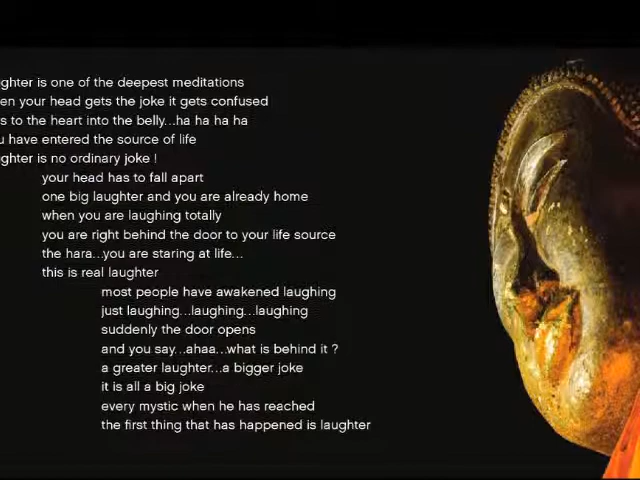 ghter is one of the deepest meditations
en your head gets the joke it gets confused
s to the heart into the belly...ha ha ha ha
u have entered the source of life
ghter is no ordinary joke !
your head has to fall apart
one big laughter and you are already home
when you are laughing totally
you are right behind the door to your life source
the hara...you are staring at life...
this is real laughter
most people have awakened laughing
just laughing...laughing...laughing
suddenly the door opens
and you say...ahaa...what is behind it ?
a greater laughter...a bigger joke
it is all a big joke
every mystic when he has reached
the first thing that has happened is laughter